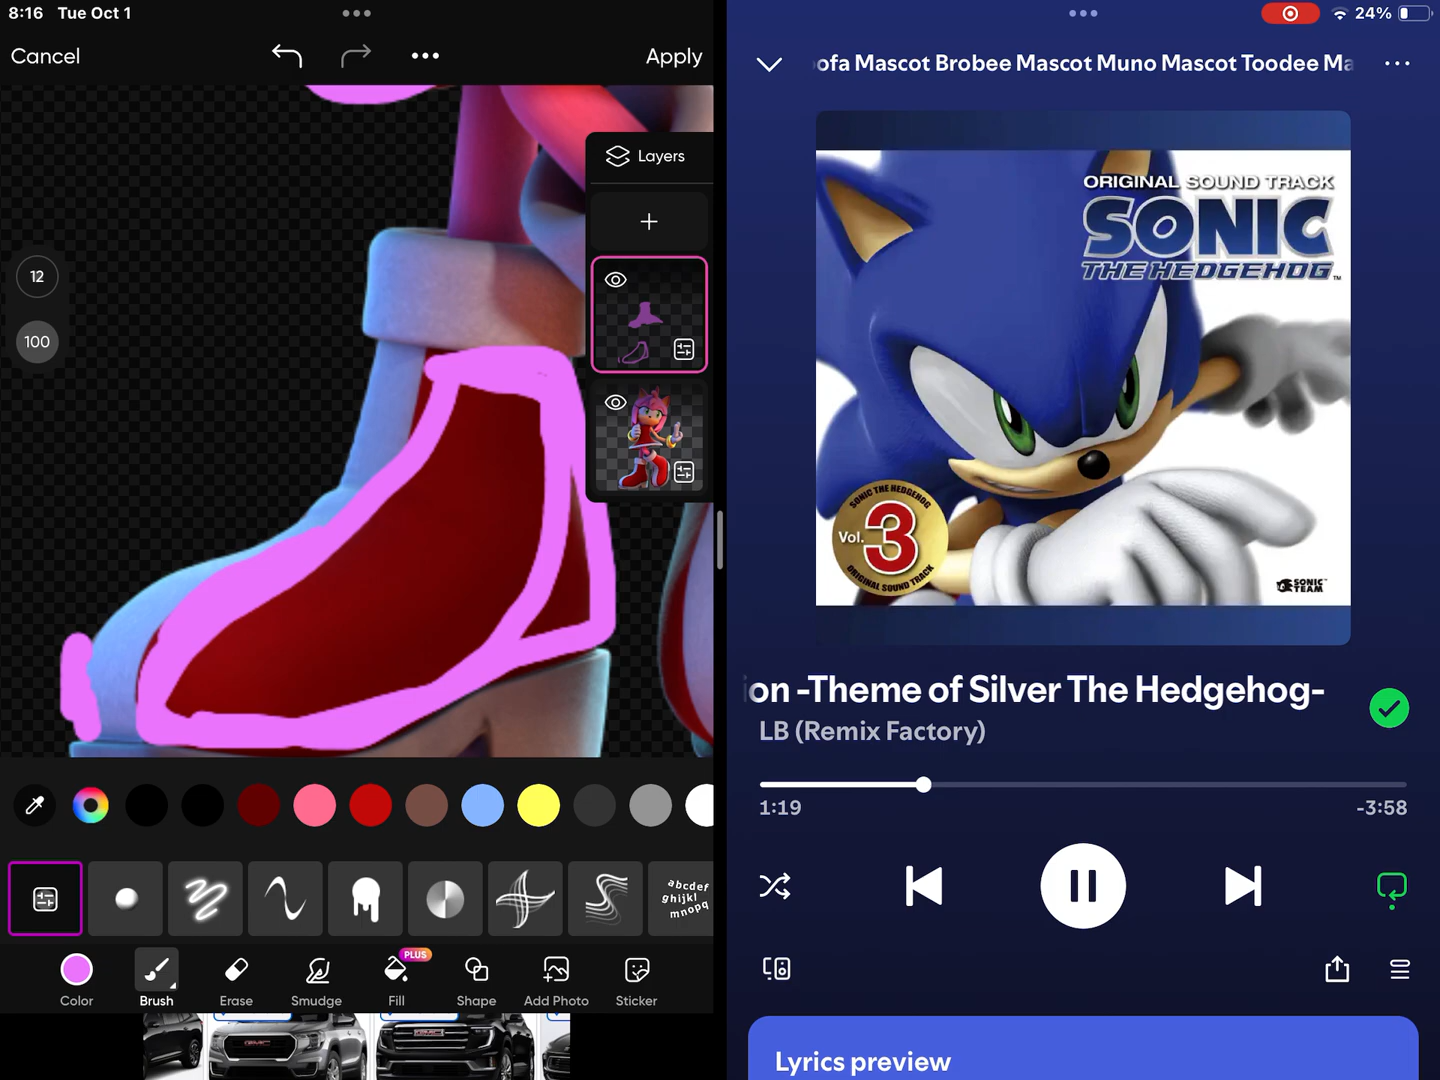 8:16 Tue Oct 1
24%
Cancel
Apply
Layers
12
100
PLUS
Color
Brush
Erase
Smudge
Fill
Shape
Add Photo
Sticker
abcdef
ghijkl
mnopq
GMC
GMC
ofa Mascot Brobee Mascot Muno Mascot Toodee Ma
ORIGINAL SOUND TRACK
SONIC
THE HEDGEHOG™
SONIC THE HEDGEHOG
Vol. 3
ORIGINAL SOUND TRACK
SONIC
TEAM
on -Theme of Silver The Hedgehog-
LB (Remix Factory)
1:19
-3:58
Lyrics preview